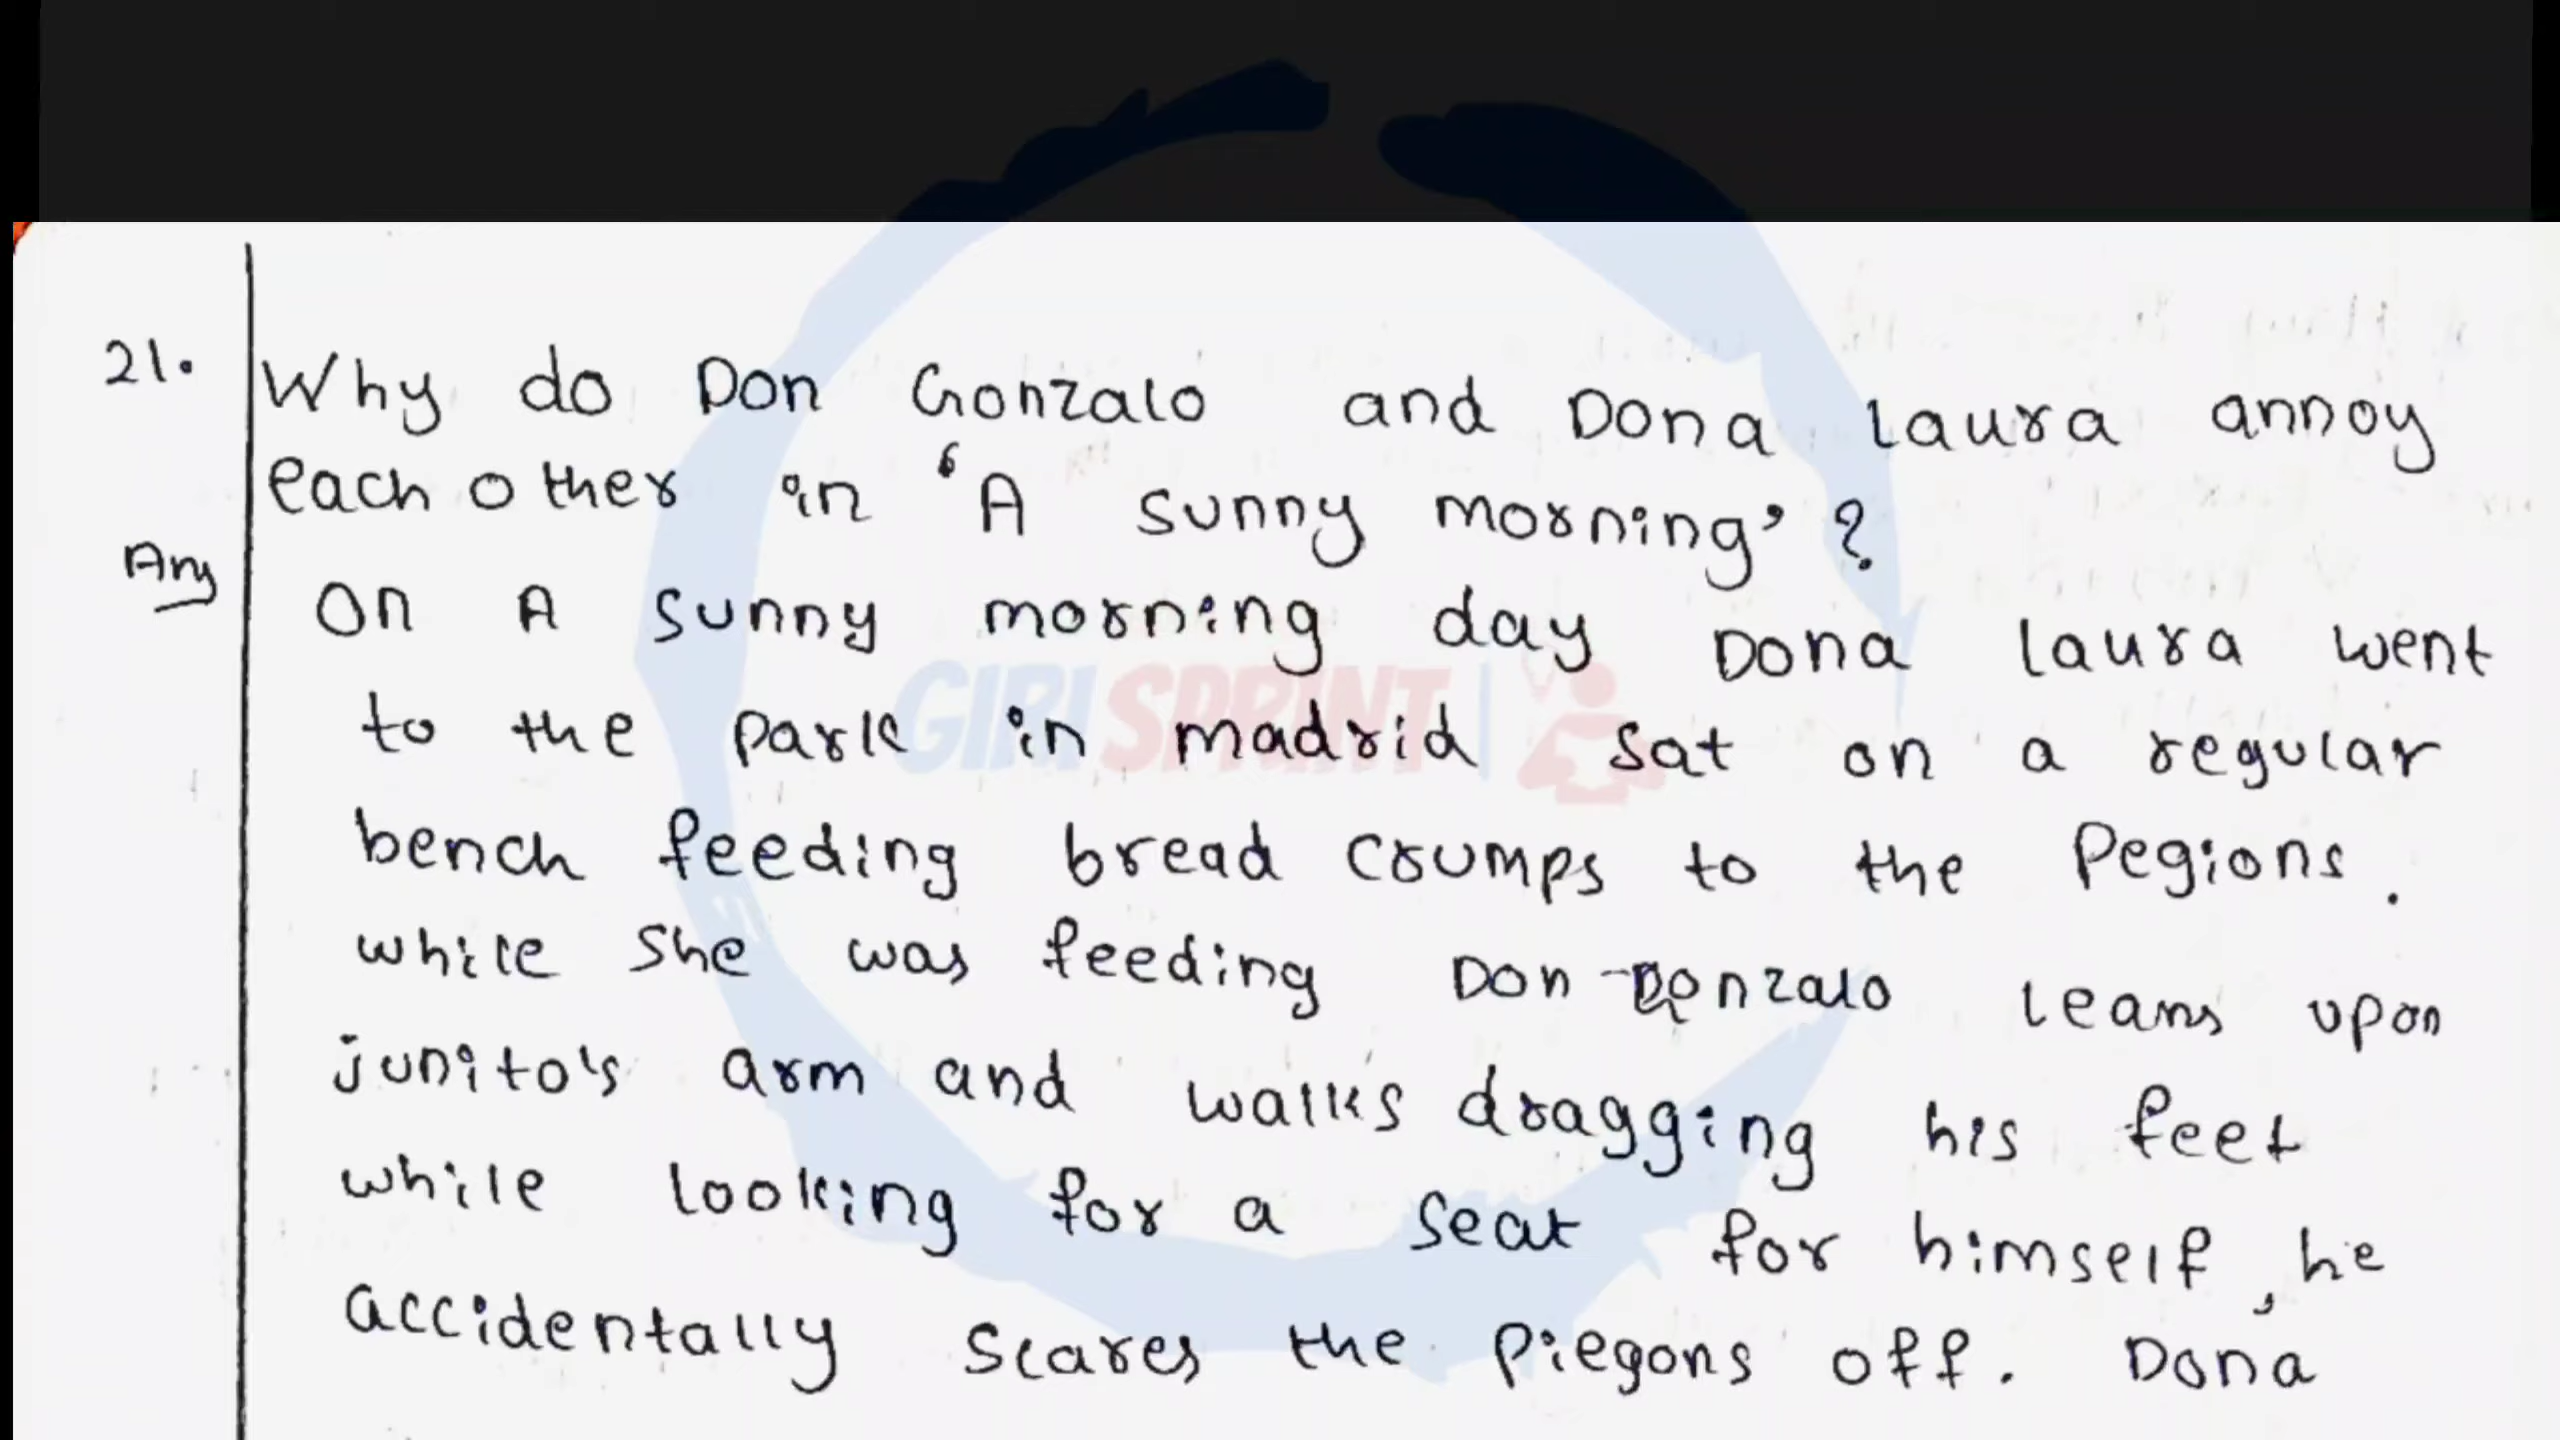 21. Why do Don Gonzalo and Dona Laura annoy
each other in 'A sunny morning'?
Ans On A sunny morning day Dona laura went
to the park in madrid sat on a regular
bench feeding bread crumps to the Pegions.
while she was feeding Don Gonzalo leans upon
junito's arm and walks dragging his feet
while looking for a seat for himself, he
accidentally scares the piegons off. Dona
GIRISPRINT